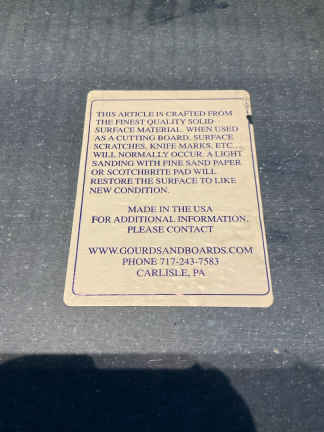 THIS ARTICLE IS CRAFTED FROM
THE FINEST QUALITY SOLID
SURFACE MATERIAL. WHEN USED
AS A CUTTING BOARD, SURFACE
SCRATCHES, KNIFE MARKS, ETC
WILL NORMALLY OCCUR. A LIGHT
SANDING WITH FINE SAND PAPER
OR SCOTCHBRITE PAD WILL
RESTORE THE SURFACE TO LIKE
NEW CONDITION.
MADE IN THE USA
FOR ADDITIONAL INFORMATION,
PLEASE CONTACT
WWW.GOURDSANDBOARDS.COM
PHONE 717-243-7583
CARLISLE, PA